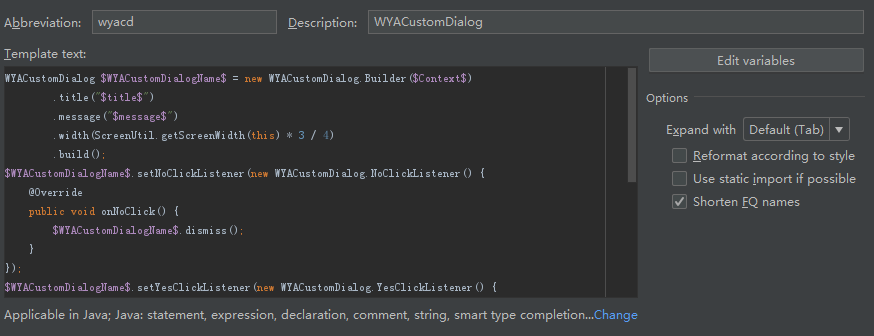 Abbreviation: wyacd Description: WYACustomDialog
Template text:
WYACustomDialog $WYACustomDialogName$ = new WYACustomDialog.Builder($Context$)
        .title("$title$")
        .message("$message$")
        .width(ScreenUtil.getScreenWidth(this) * 3 / 4)
        .build();
$WYACustomDialogName$.setNoClickListener(new WYACustomDialog.NoClickListener() {
    @Override
    public void onNoClick() {
        $WYACustomDialogName$.dismiss();
    }
});
$WYACustomDialogName$.setYesClickListener(new WYACustomDialog.YesClickListener() {
Edit variables
Options
Expand with Default (Tab)
Reformat according to style
Use static import if possible
Shorten FQ names
Applicable in Java; Java: statement, expression, declaration, comment, string, smart type completion...Change